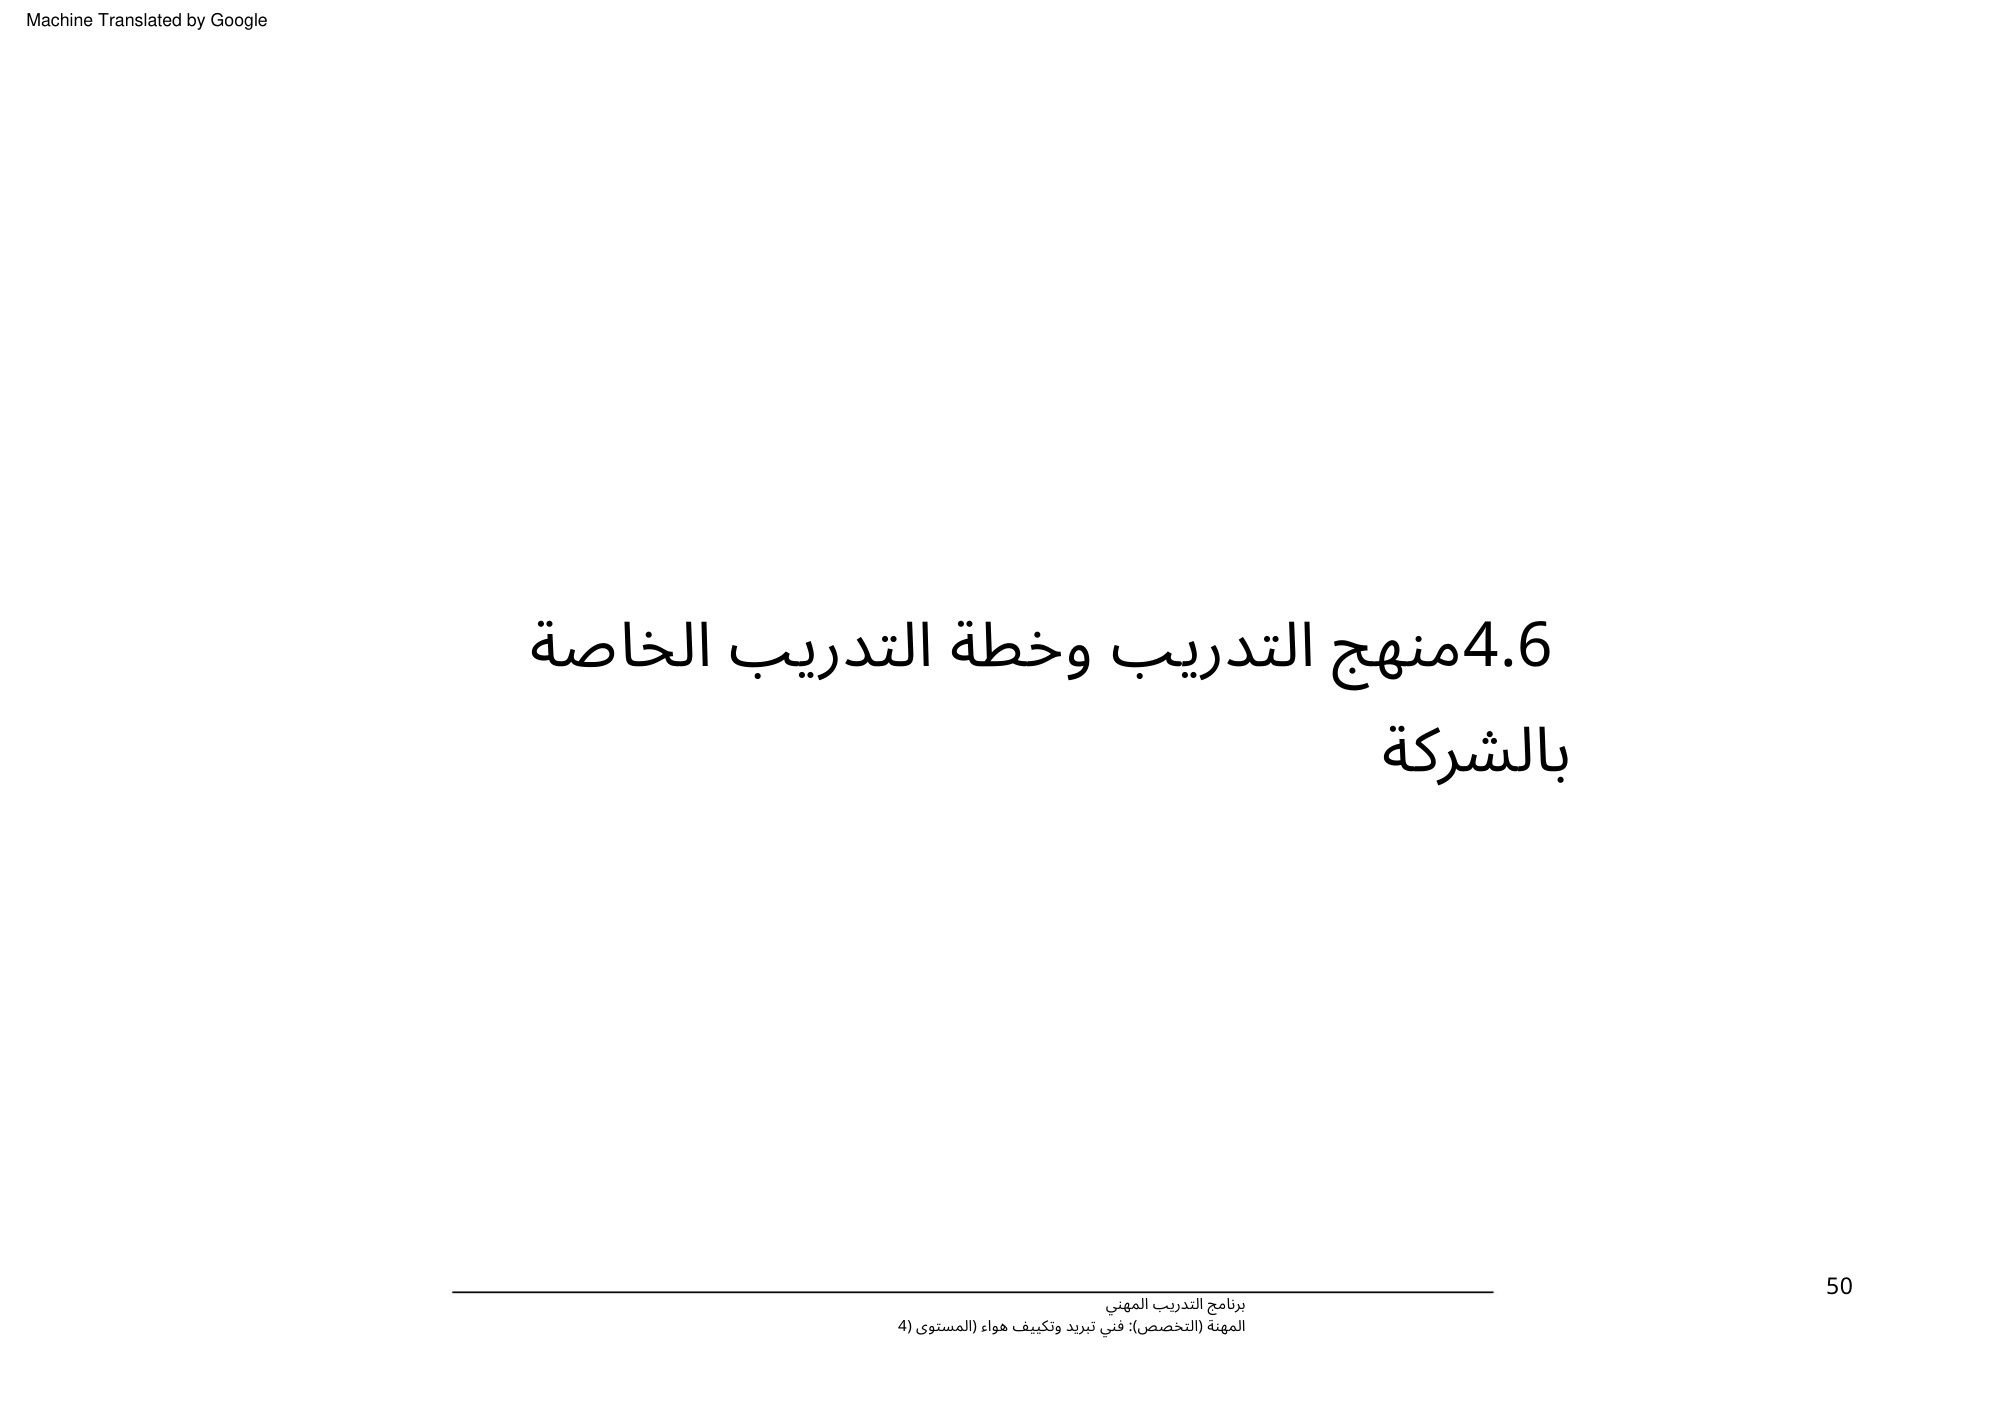 Machine Translated by Google
4.6منهج التدريب وخطة التدريب الخاصة
بالشركة
50
برنامج التدريب المهني
المهنة (التخصص): فني تبريد وتكييف هواء (المستوى (4